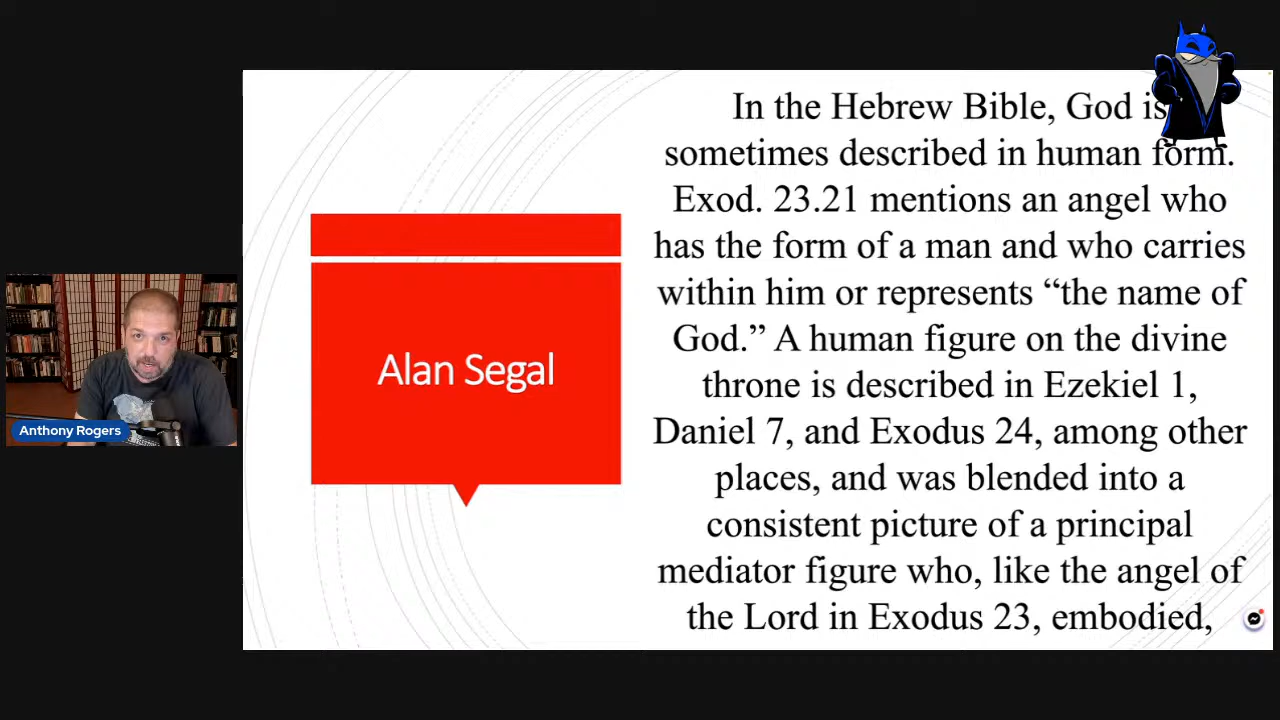 In the Hebrew Bible, God is
sometimes described in human form.
Exod. 23.21 mentions an angel who
has the form of a man and who carries
within him or represents “the name of
God.” A human figure on the divine
throne is described in Ezekiel 1,
Daniel 7, and Exodus 24, among other
places, and was blended into a
consistent picture of a principal
mediator figure who, like the angel of
the Lord in Exodus 23, embodied,
Alan Segal
Anthony Rogers